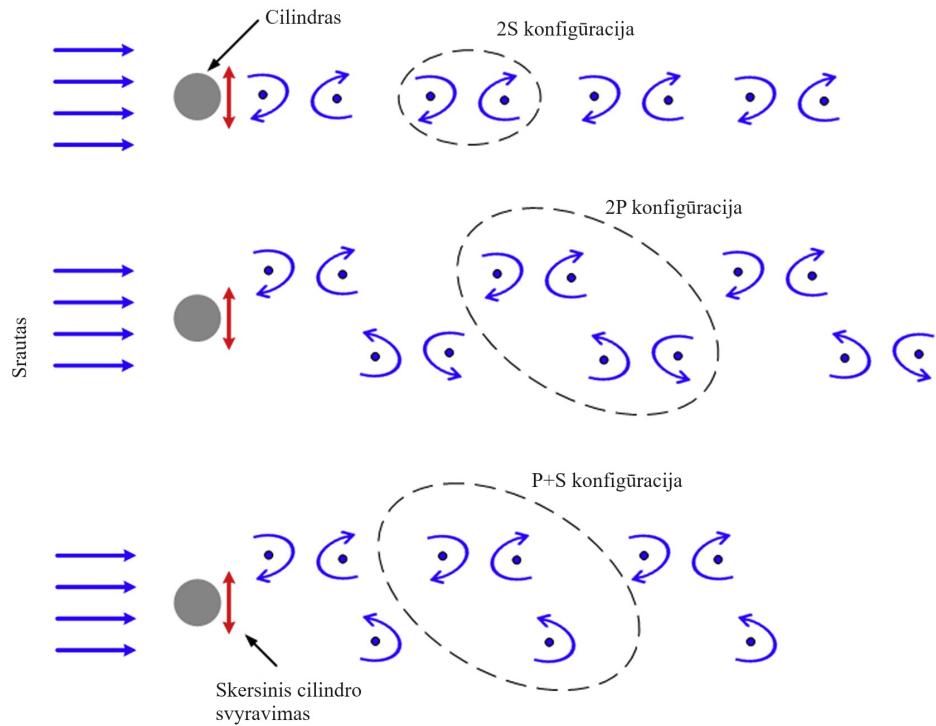 Cilindras
2S konfigūracija
2P konfigūracija
Srautas
P+S konfigūracija
Skersinis cilindro
svyravimas